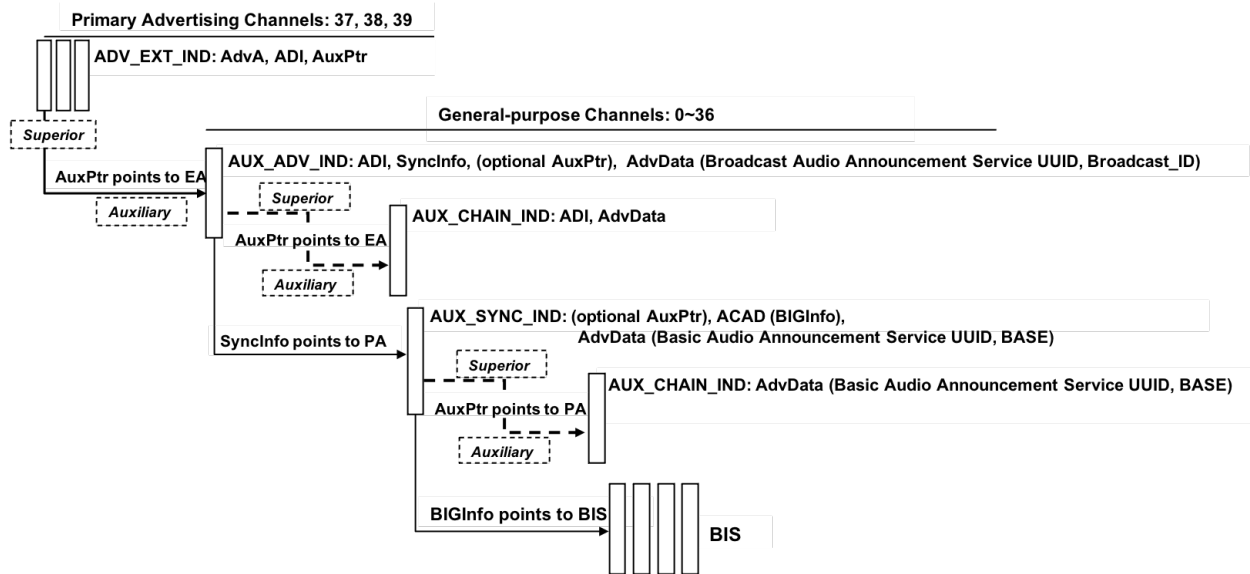 Primary Advertising Channels: 37, 38, 39
ADV_EXT_IND: AdvA, ADI, AuxPtr
Superior
General-purpose Channels: 0~36
AUX_ADV_IND: ADI, SyncInfo, (optional AuxPtr), AdvData (Broadcast Audio Announcement Service UUID, Broadcast_ID)
AuxPtr points to EA
Auxiliary
Superior
AUX_CHAIN_IND: ADI, AdvData
AuxPtr points to EA
Auxiliary
AUX_SYNC_IND: (optional AuxPtr), ACAD (BIGInfo),
AdvData (Basic Audio Announcement Service UUID, BASE)
SyncInfo points to PA
Superior
AUX_CHAIN_IND: AdvData (Basic Audio Announcement Service UUID, BASE)
AuxPtr points to PA
Auxiliary
BIGInfo points to BIS
BIS